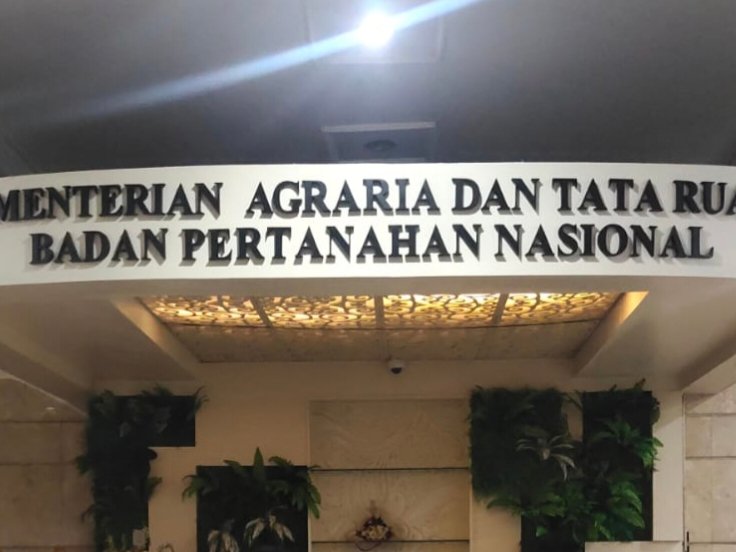 MENTERIAN AGRARIA DAN TATA RUA
BADAN PERTANAHAN NASIONAL